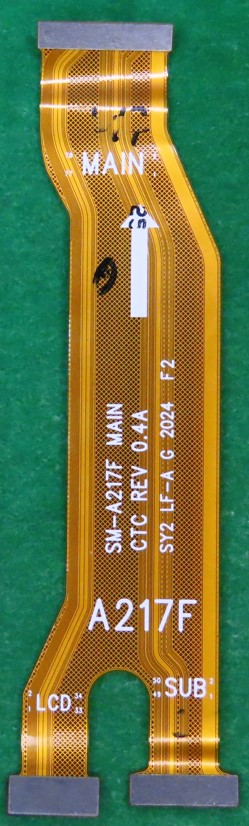 MAIN
SM-A217F MAIN
CTC REV 0.4A
SY2 LF-A G 2024 F2
A217F
LCD
SUB